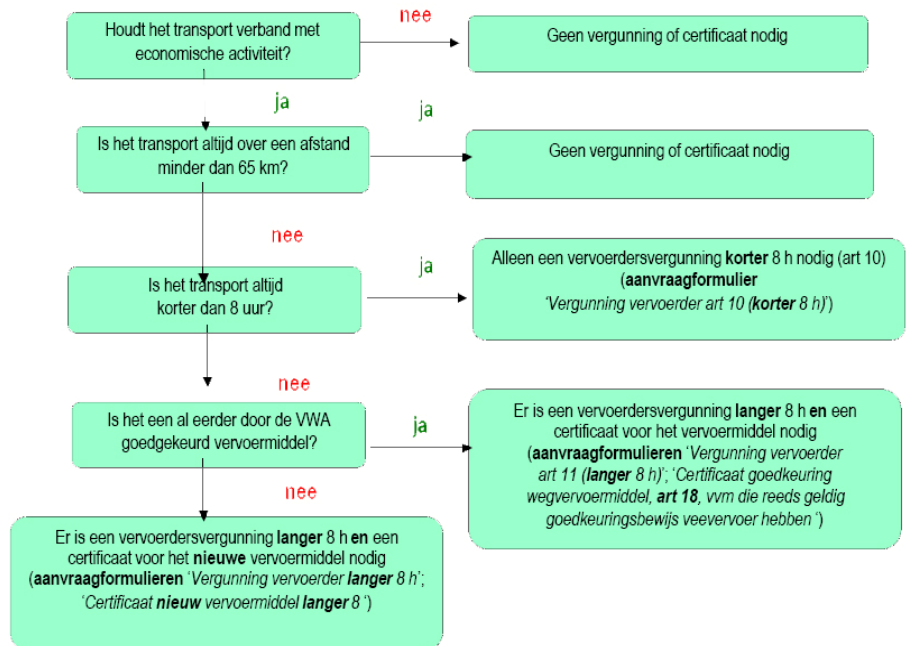 Houdt het transport verband met
economische activiteit?
nee
Geen vergunning of certificaat nodig
ja
ja
Is het transport altijd over een afstand
minder dan 65 km?
Geen vergunning of certificaat nodig
nee
ja
Is het transport altijd
korter dan 8 uur?
Alleen een vervoerdersvergunning korter 8 h nodig (art 10)
(aanvraagformulier
'Vergunning vervoerder art 10 (korter 8 h)')
nee
Is het een al eerder door de VWA
goedgekeurd vervoermiddel?
ja
Er is een vervoerdersvergunning langer 8 h en een
certificaat voor het vervoermiddel nodig
(aanvraagformulieren 'Vergunning vervoerder
art 11 (langer 8 h)'; 'Certificaat goedkeuring
wegvervoermiddel, art 18, vvm die reeds geldig
goedkeuringsbewijs veevervoer hebben ')
nee
Er is een vervoerdersvergunning langer 8 h en een
certificaat voor het nieuwe vervoermiddel nodig
(aanvraagformulieren 'Vergunning vervoerder langer 8 h';
'Certificaat nieuw vervoermiddel langer 8 ')